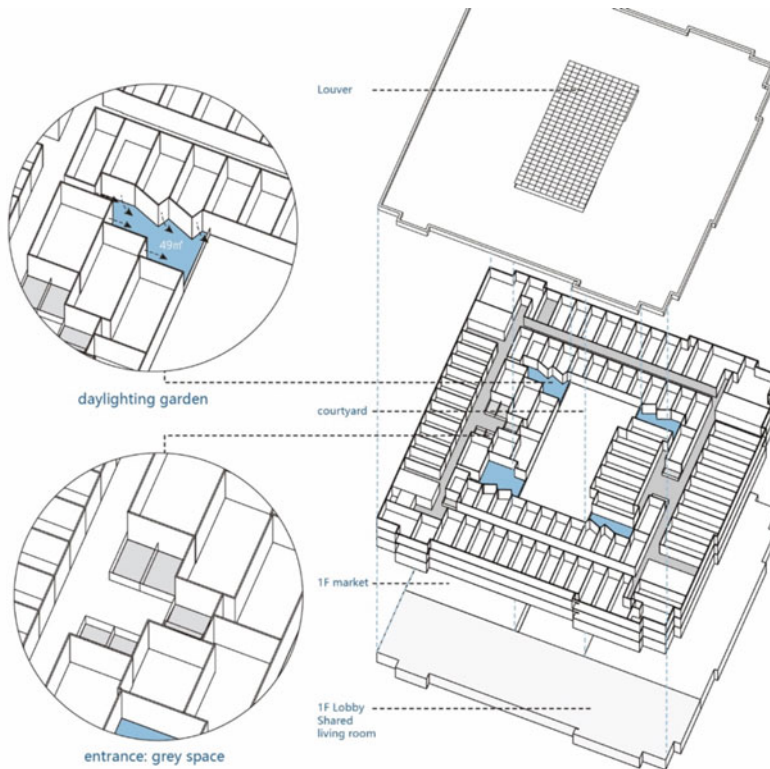 Louver
49㎡
daylighting garden
courtyard
1F market
1F Lobby
Shared
living room
entrance: grey space